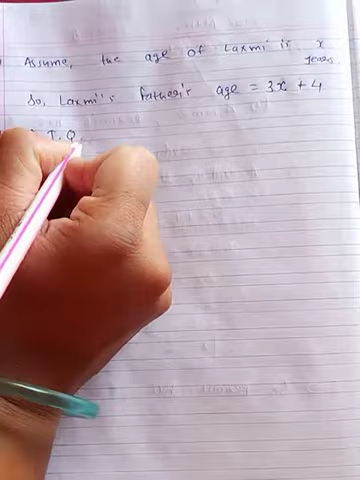 Assume, the age of Laxmi is x
years.
So, Laxmi's father's age = 3x + 4
T. Q.